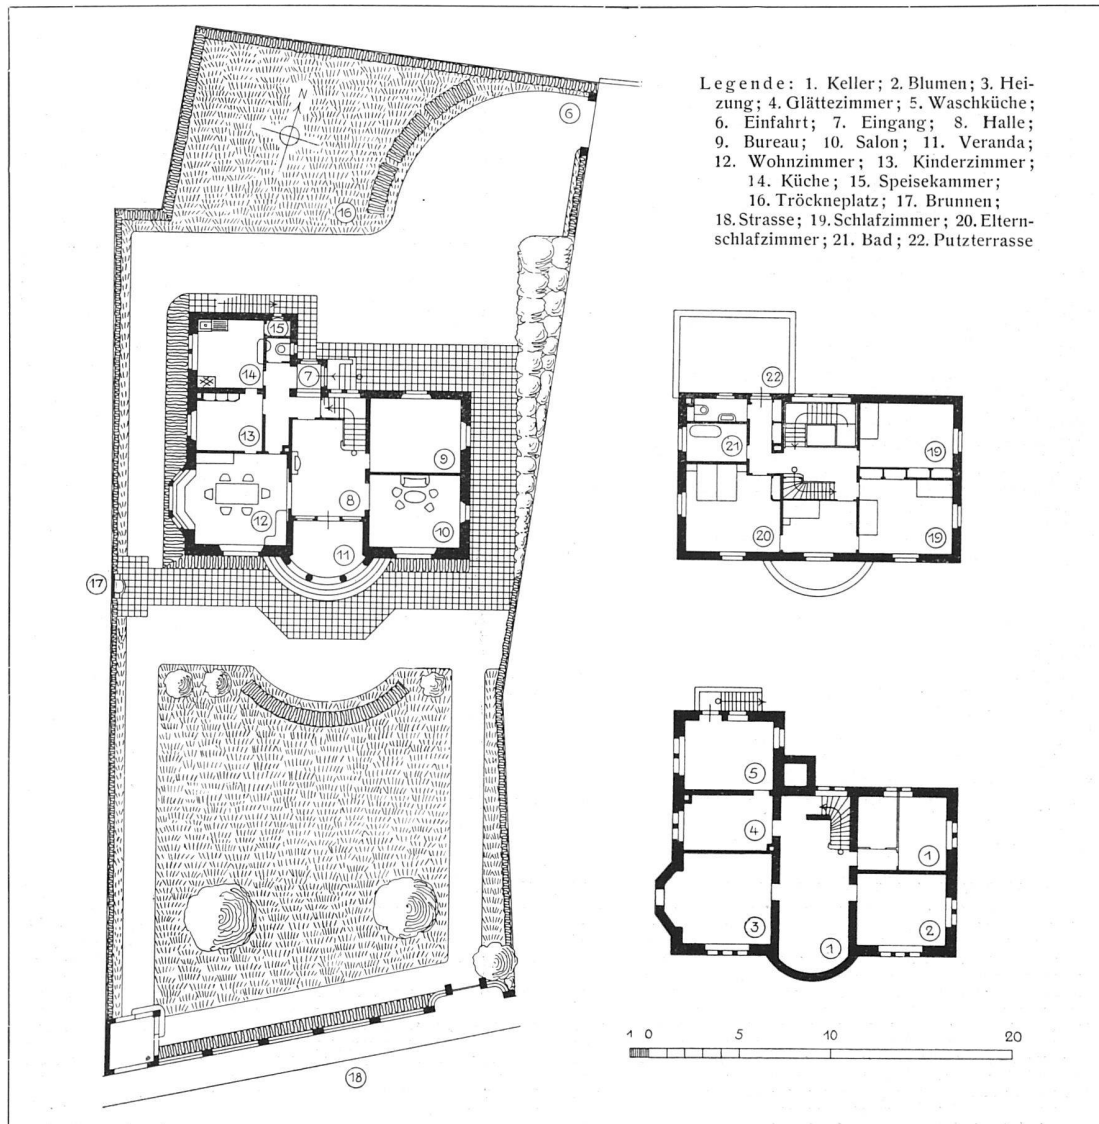 Legende: 1. Keller; 2. Blumen; 3. Hei-
zung; 4. Glättezimmer; 5. Waschküche;
6. Einfahrt; 7. Eingang; 8. Halle;
9. Bureau; 10. Salon; 11. Veranda;
12. Wohnzimmer; 13. Kinderzimmer;
14. Küche; 15. Speisekammer;
16. Tröckneplatz; 17. Brunnen;
18. Strasse; 19. Schlafzimmer; 20. Eltern-
schlafzimmer; 21. Bad; 22. Putzterrasse
N
6
16
15
14
7
13
9
8
12
10
11
17
18
22
21
19
20
19
5
4
1
3
1
2
1 0 5 10 20